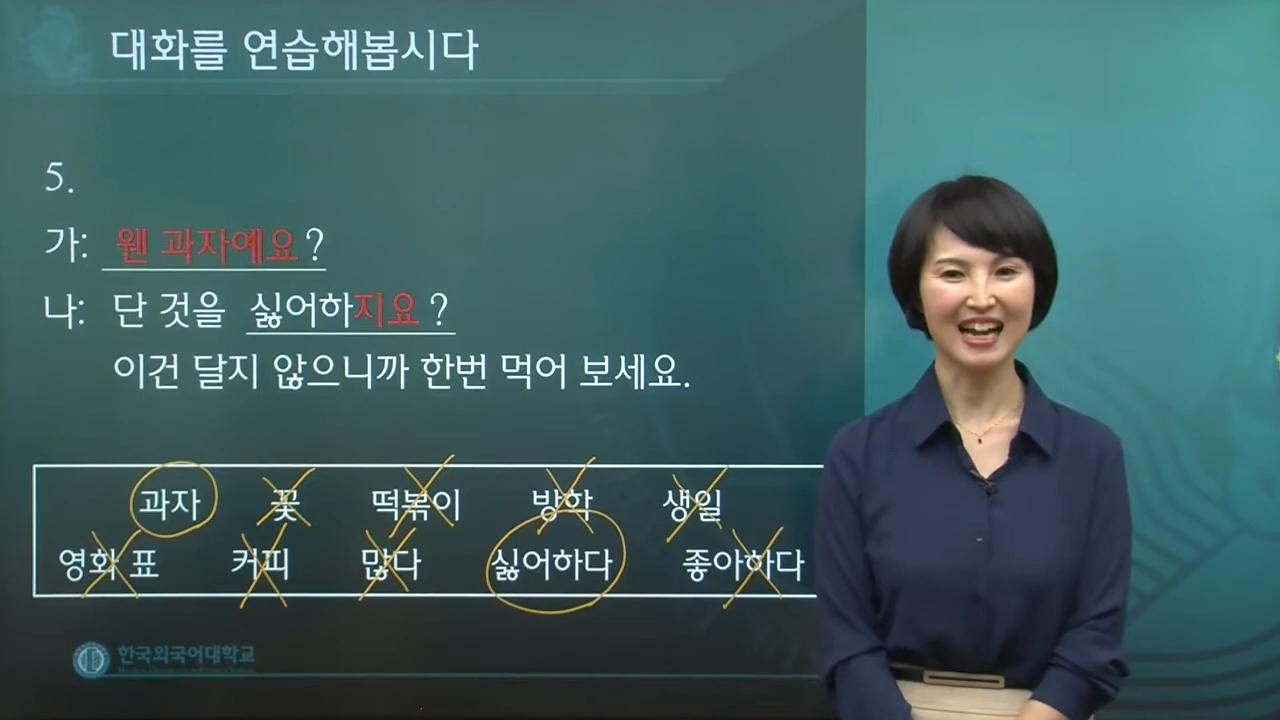 대화를 연습해봅시다
5.
가: 웬 과자예요?
나: 단 것을 싫어하지요?
이건 달지 않으니까 한번 먹어 보세요.
과자 꽃 떡볶이 방학 생일
영화 표 커피 많다 싫어하다 좋아하다
한국외국어대학교